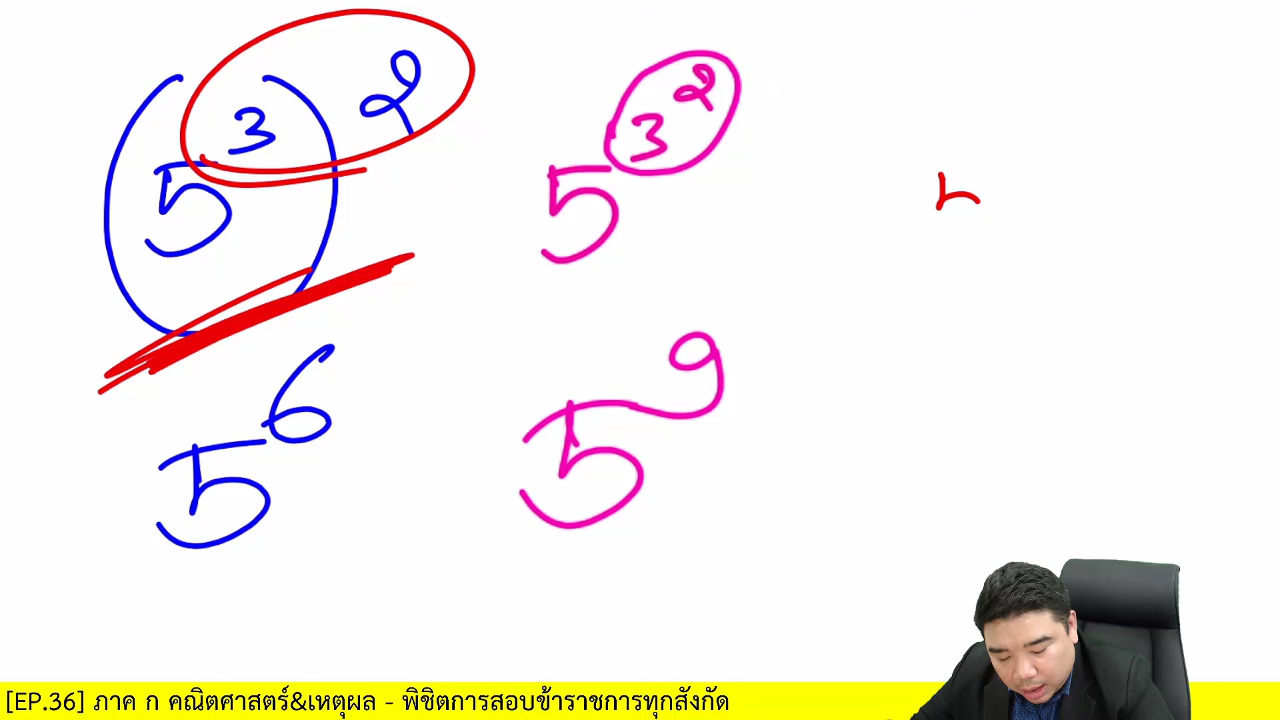 (5³)² 5³²
5⁶ 5⁹
[EP.36] ภาค ก คณิตศาสตร์&เหตุผล - พิชิตการสอบข้าราชการทุกสังกัด